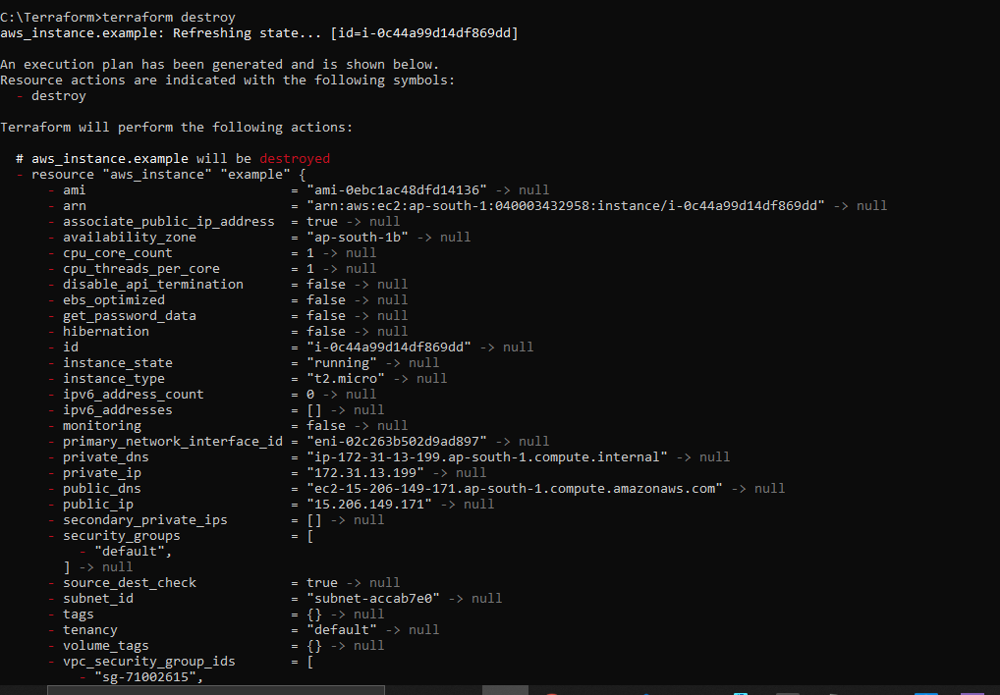 C:\Terraform>terraform destroy
aws_instance.example: Refreshing state... [id=i-0c44a99d14df869dd]
An execution plan has been generated and is shown below.
Resource actions are indicated with the following symbols:
- destroy
Terraform will perform the following actions:
# aws_instance.example will be destroyed
- resource "aws_instance" "example" {
- ami = "ami-0ebc1ac48dfd14136" -> null
- arn = "arn:aws:ec2:ap-south-1:040003432958:instance/i-0c44a99d14df869dd" -> null
- associate_public_ip_address = true -> null
- availability_zone = "ap-south-1b" -> null
- cpu_core_count = 1 -> null
- cpu_threads_per_core = 1 -> null
- disable_api_termination = false -> null
- ebs_optimized = false -> null
- get_password_data = false -> null
- hibernation = false -> null
- id = "i-0c44a99d14df869dd" -> null
- instance_state = "running" -> null
- instance_type = "t2.micro" -> null
- ipv6_address_count = 0 -> null
- ipv6_addresses = [] -> null
- monitoring = false -> null
- primary_network_interface_id = "eni-02c263b502d9ad897" -> null
- private_dns = "ip-172-31-13-199.ap-south-1.compute.internal" -> null
- private_ip = "172.31.13.199" -> null
- public_dns = "ec2-15-206-149-171.ap-south-1.compute.amazonaws.com" -> null
- public_ip = "15.206.149.171" -> null
- secondary_private_ips = [] -> null
- security_groups = [
- "default",
] -> null
- source_dest_check = true -> null
- subnet_id = "subnet-accab7e0" -> null
- tags = {} -> null
- tenancy = "default" -> null
- volume_tags = {} -> null
- vpc_security_group_ids = [
- "sg-71002615",